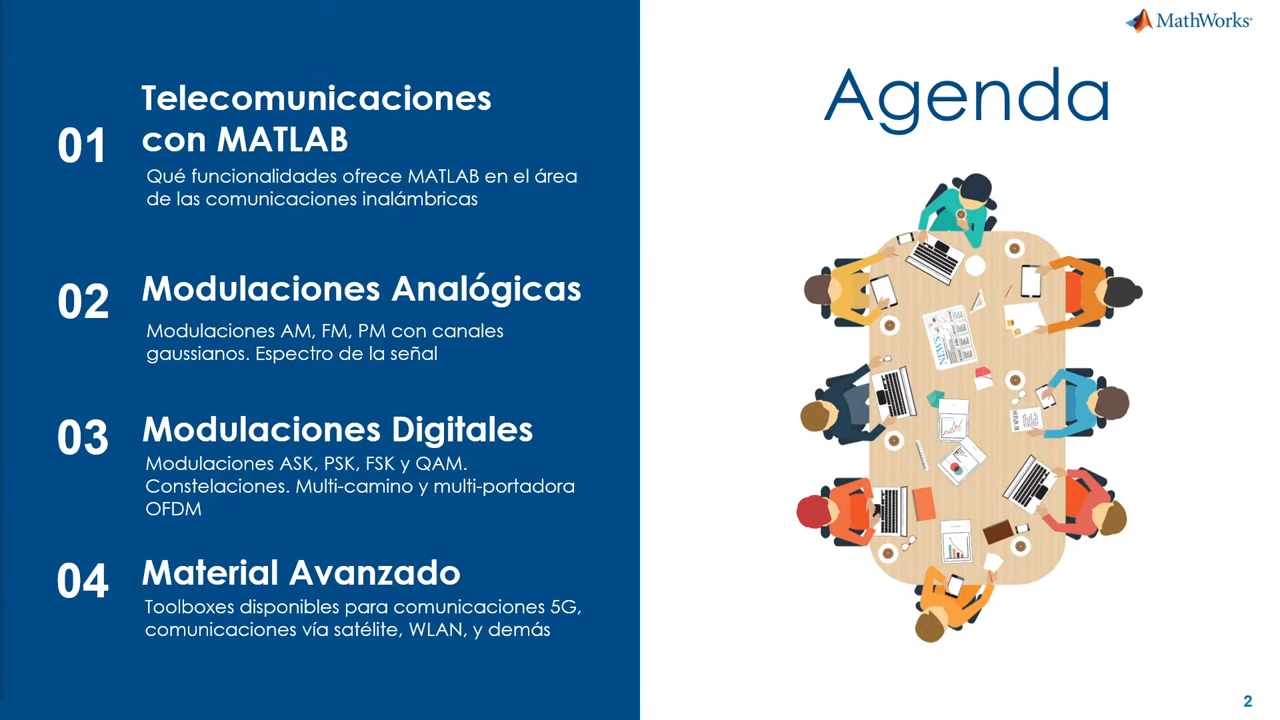 MathWorks
Agenda
01
Telecomunicaciones
con MATLAB
Qué funcionalidades ofrece MATLAB en el área
de las comunicaciones inalámbricas
02
Modulaciones Analógicas
Modulaciones AM, FM, PM con canales
gaussianos. Espectro de la señal
03
Modulaciones Digitales
Modulaciones ASK, PSK, FSK y QAM.
Constelaciones. Multi-camino y multi-portadora
OFDM
04
Material Avanzado
Toolboxes disponibles para comunicaciones 5G,
comunicaciones vía satélite, WLAN, y demás
NEWS
2